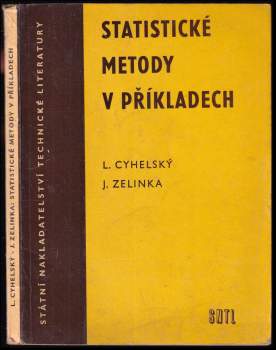 L. CYHELSKÝ - J. ZELINKA: STATISTICKÉ METODY V PŘÍKLADECH
STÁTNÍ NAKLADATELSTVÍ TECHNICKÉ LITERATURY
STATISTICKÉ
METODY
V PŘÍKLADECH
L. CYHELSKÝ
J. ZELINKA
SNTL